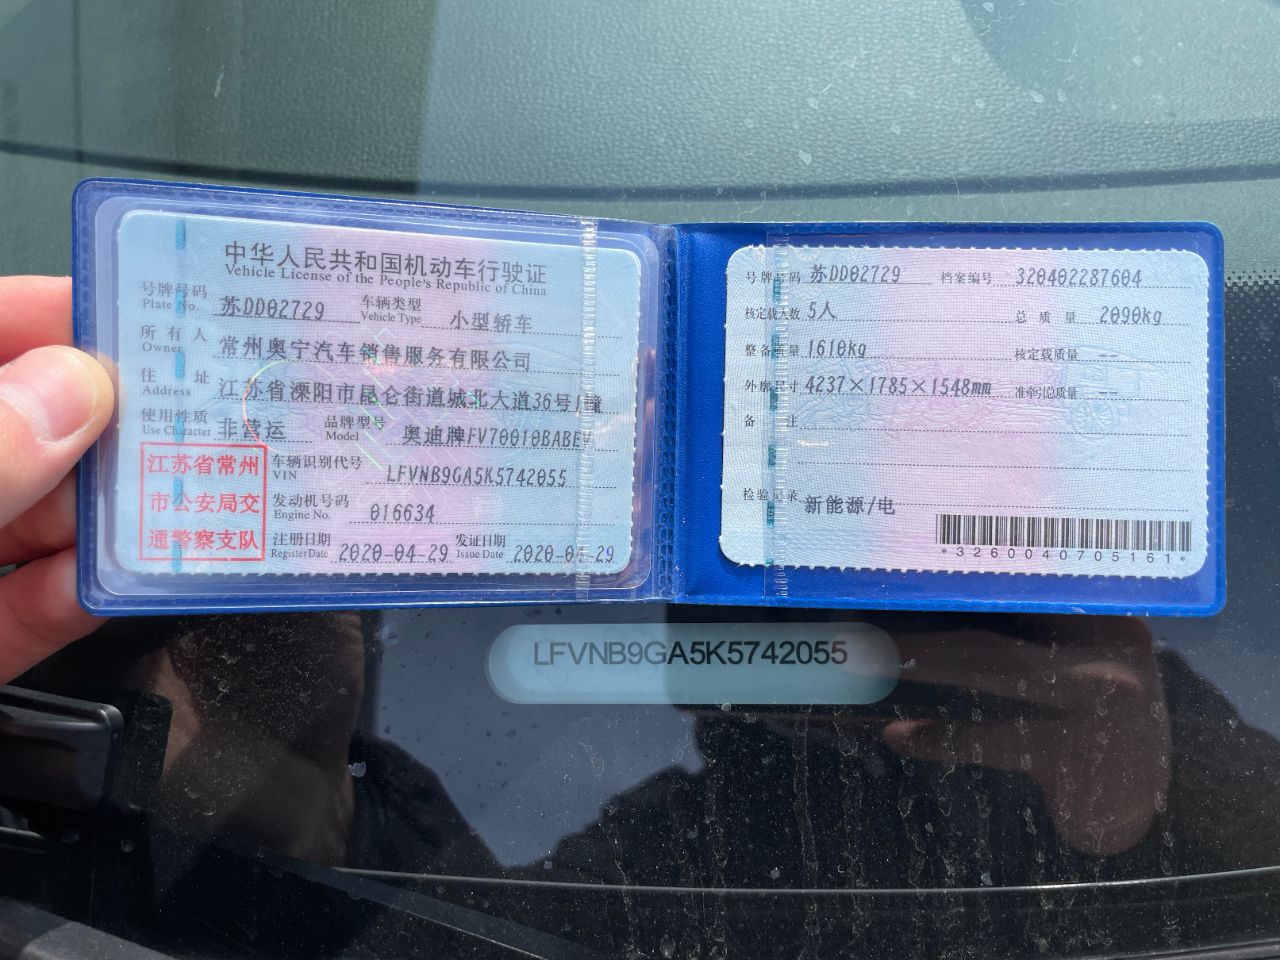 中华人民共和国机动车行驶证
Vehicle License of the People's Republic of China
号牌号码 苏DD02729 车辆类型 小型轿车
Plate No. Vehicle Type
所有人 常州奥宁汽车销售服务有限公司
Owner
住址 江苏省溧阳市昆仑街道城北大道36号1幢
Address
使用性质 非营运 品牌型号 奥迪牌FV70010BABEV
Use Character Model
江苏省常州
市公安局交
通警察支队
车辆识别代号 LFVNB9GA5K5742055
VIN
发动机号码 016634
Engine No.
注册日期 2020-04-29 发证日期 2020-04-29
Register Date Issue Date
号牌号码 苏DD02729 档案编号 320402287604
核定载人数 5人 总质量 2090kg
整备质量 1610kg 核定载质量 --
外廓尺寸 4237×1785×1548mm 准牵引总质量 --
备注
检验记录 新能源/电
*3260040705161*
LFVNB9GA5K5742055